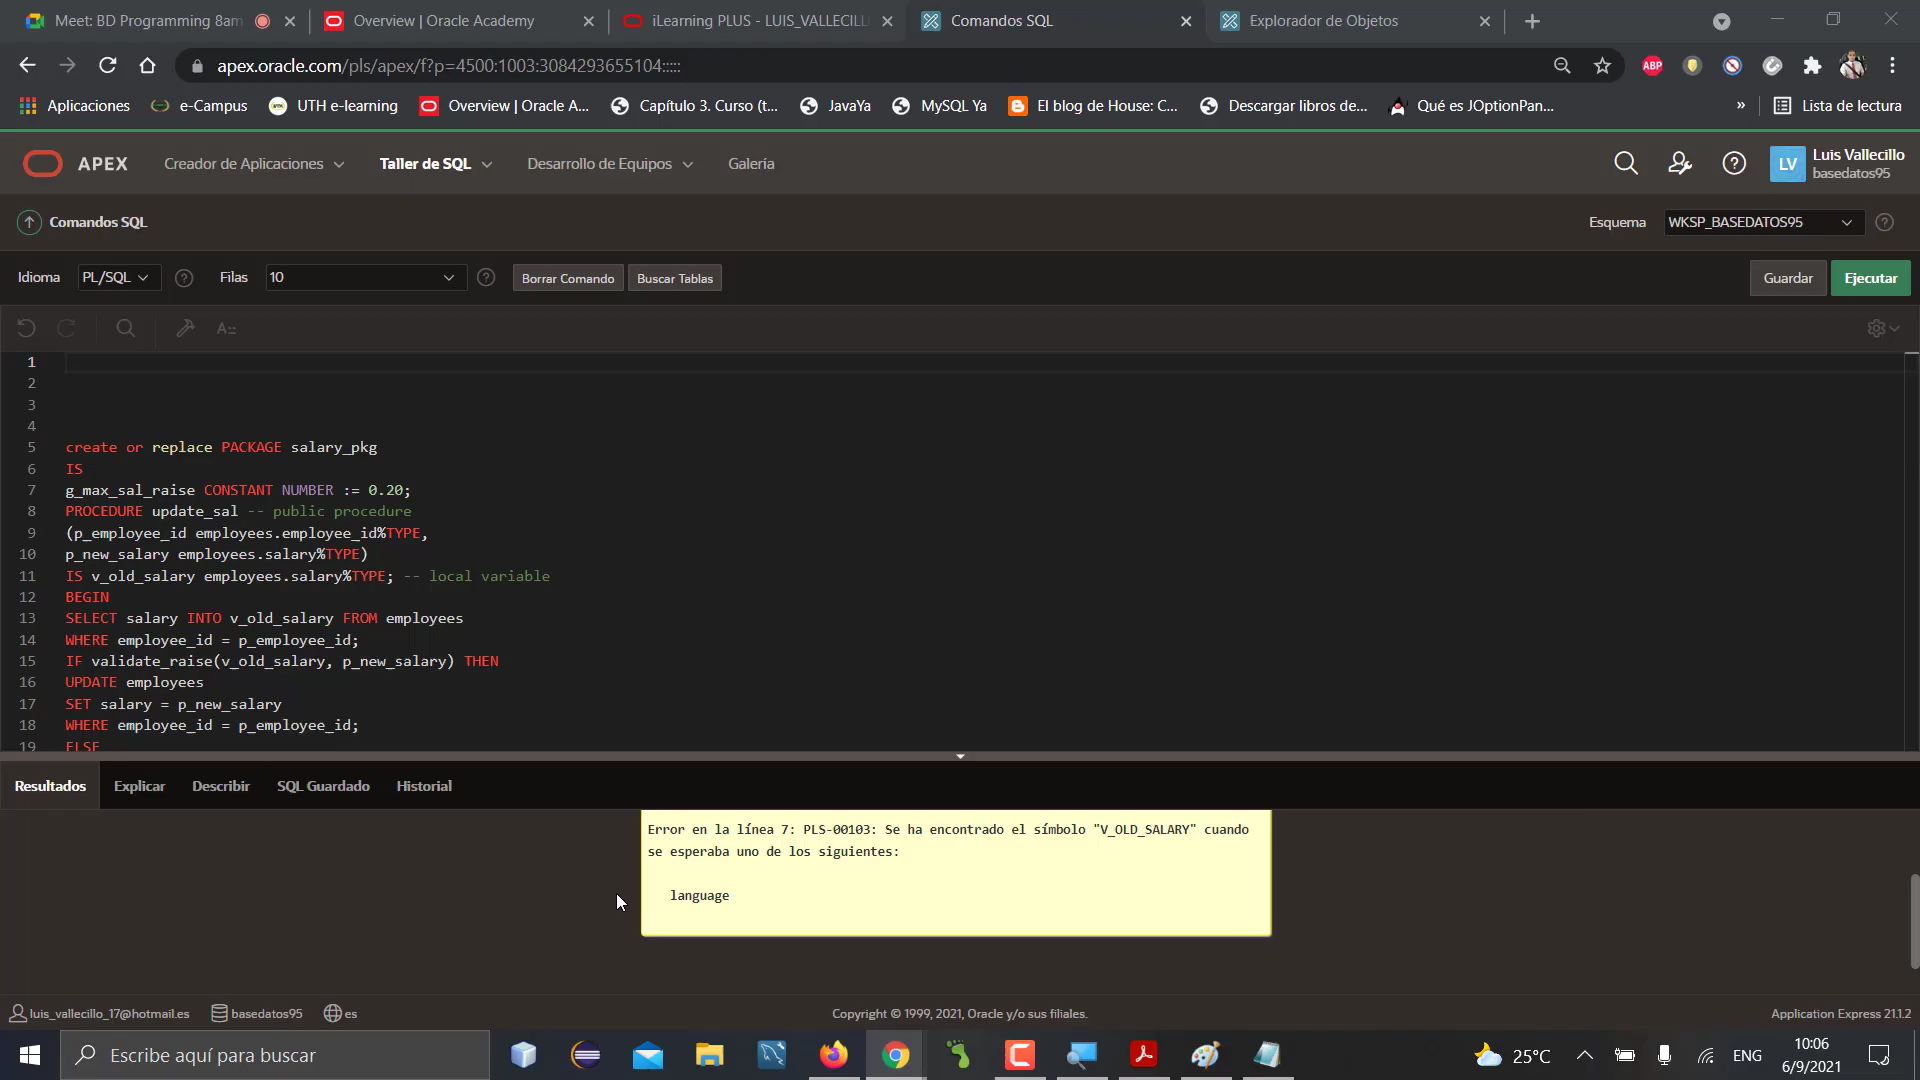 Meet: BD Programming 8am
Overview | Oracle Academy
iLearning PLUS - LUIS_VALLECILL
Comandos SQL
Explorador de Objetos
apex.oracle.com/pls/apex/f?p=4500:1003:3084293655104:::::
ABP
Aplicaciones
e-Campus
UTH e-learning
Overview | Oracle A...
Capítulo 3. Curso (t...
JavaYa
MySQL Ya
El blog de House: C...
Descargar libros de...
Qué es JOptionPan...
»
Lista de lectura
APEX
Creador de Aplicaciones
Taller de SQL
Desarrollo de Equipos
Galería
LV
Luis Vallecillo
basedatos95
Comandos SQL
Esquema
WKSP_BASEDATOS95
Idioma
PL/SQL
Filas
10
Borrar Comando
Buscar Tablas
Guardar
Ejecutar
1
2
3
4
5 create or replace PACKAGE salary_pkg
6 IS
7 g_max_sal_raise CONSTANT NUMBER := 0.20;
8 PROCEDURE update_sal -- public procedure
9 (p_employee_id employees.employee_id%TYPE,
10 p_new_salary employees.salary%TYPE)
11 IS v_old_salary employees.salary%TYPE; -- local variable
12 BEGIN
13 SELECT salary INTO v_old_salary FROM employees
14 WHERE employee_id = p_employee_id;
15 IF validate_raise(v_old_salary, p_new_salary) THEN
16 UPDATE employees
17 SET salary = p_new_salary
18 WHERE employee_id = p_employee_id;
19 ELSE
Resultados
Explicar
Describir
SQL Guardado
Historial
Error en la línea 7: PLS-00103: Se ha encontrado el símbolo "V_OLD_SALARY" cuando
se esperaba uno de los siguientes:
language
luis_vallecillo_17@hotmail.es
basedatos95
es
Copyright © 1999, 2021, Oracle y/o sus filiales.
Application Express 21.1.2
Escribe aquí para buscar
25°C
ENG
10:06
6/9/2021